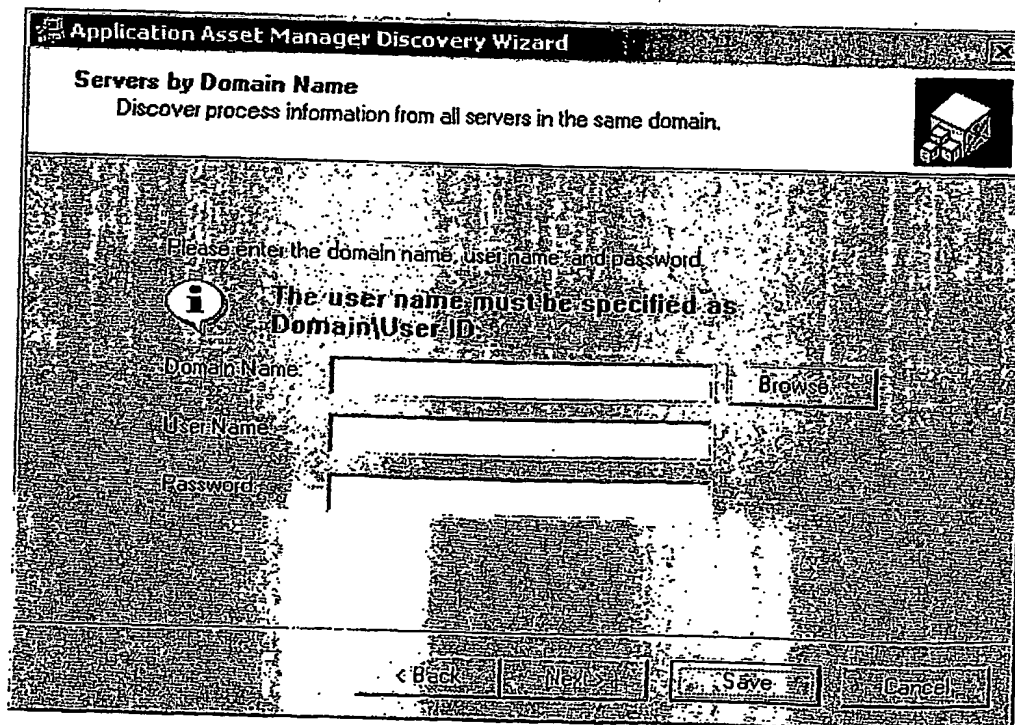 Application Asset Manager Discovery Wizard
Servers by Domain Name
Discover process information from all servers in the same domain.
Please enter the domain name, user name, and password.
The user name must be specified as
Domain\User ID.
Domain Name:
Browse...
User Name:
Password:
< Back
Next >
Save
Cancel